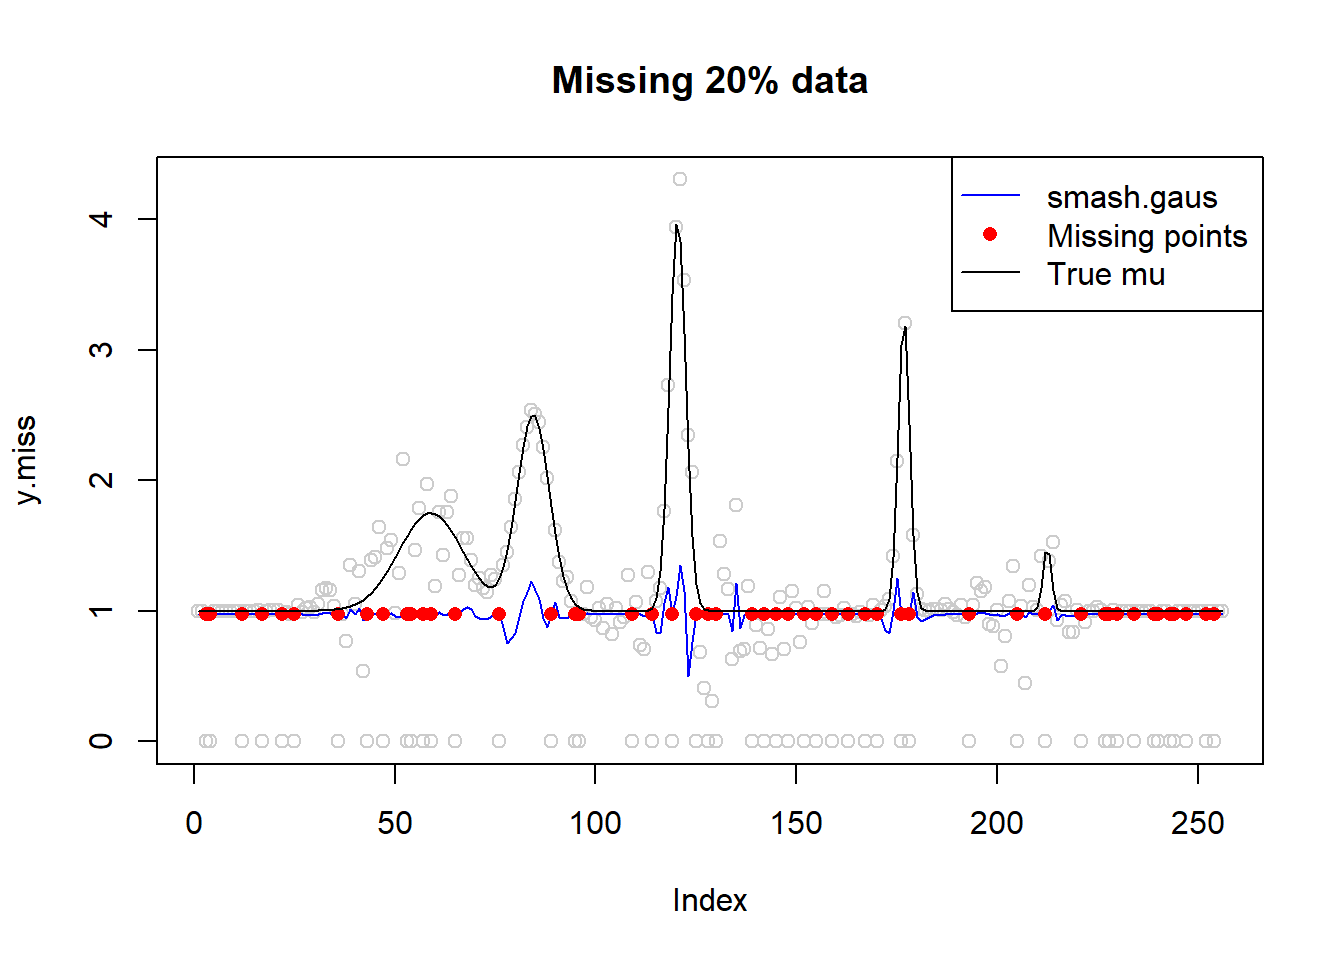 Missing 20% data
smash.gaus
Missing points
True mu
y.miss
4
3
2
1
0
0 50 100 150 200 250
Index